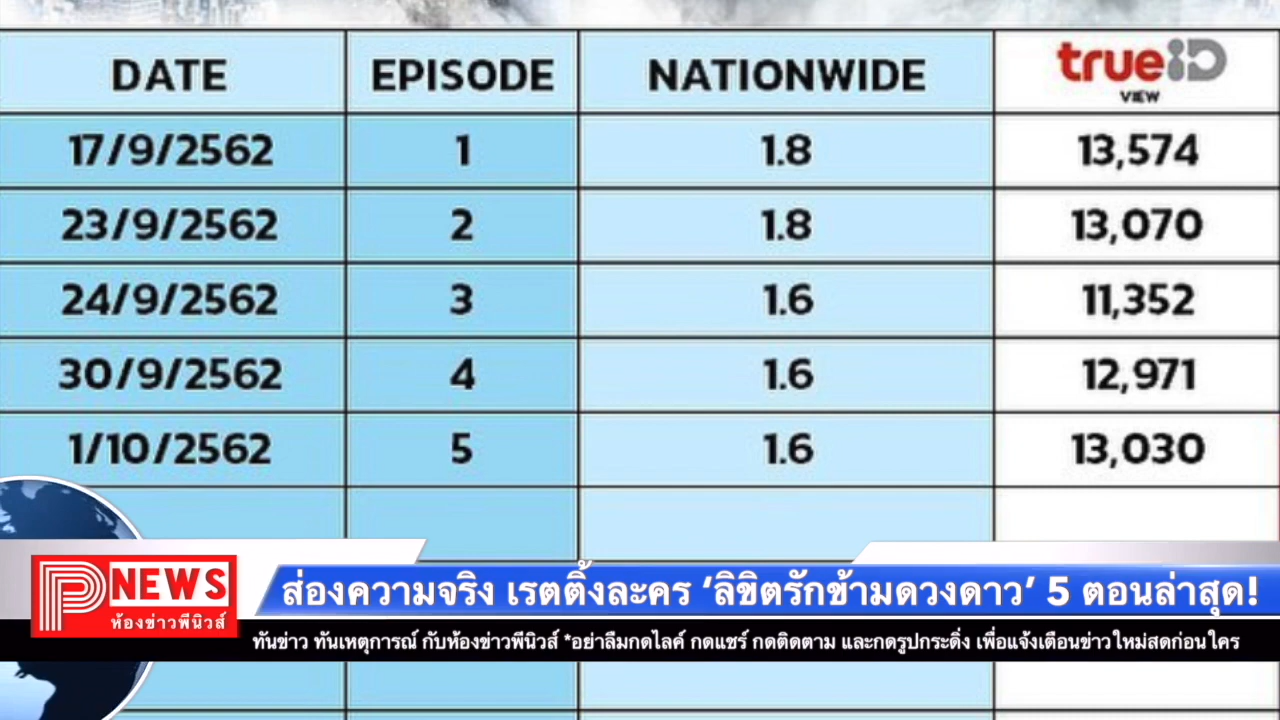 DATE EPISODE NATIONWIDE trueiD
VIEW
17/9/2562 1 1.8 13,574
23/9/2562 2 1.8 13,070
24/9/2562 3 1.6 11,352
30/9/2562 4 1.6 12,971
1/10/2562 5 1.6 13,030
P NEWS
ห้องข่าวพีนิวส์
ส่องความจริง เรตติ้งละคร ‘ลิขิตรักข้ามดวงดาว’ 5 ตอนล่าสุด!
ทันข่าว ทันเหตุการณ์ กับห้องข่าวพีนิวส์ *อย่าลืมกดไลค์ กดแชร์ กดติดตาม และกดรูปกระดิ่ง เพื่อแจ้งเตือนข่าวใหม่สดก่อนใคร